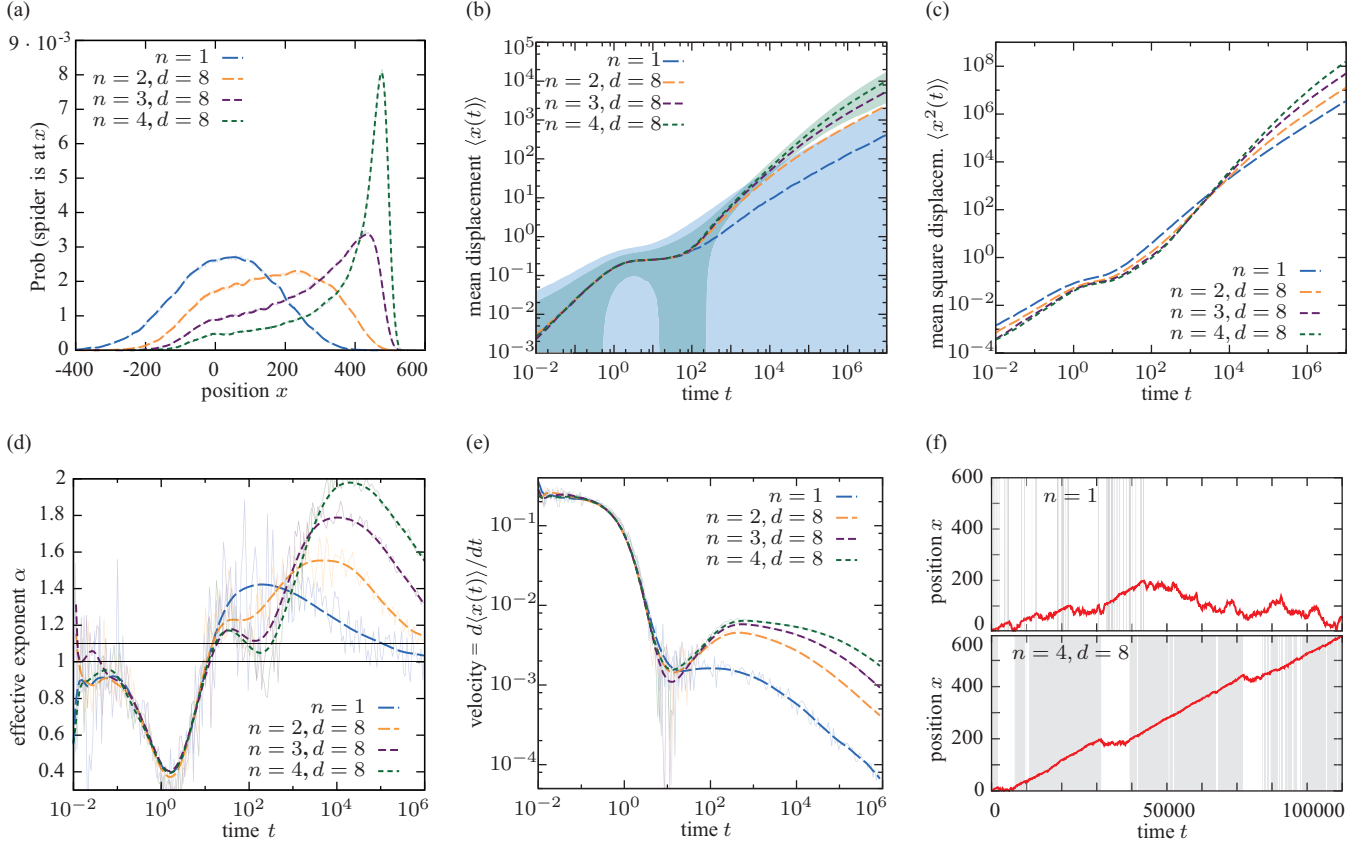 (a)
9 · 10⁻³
8
7
6
5
4
3
2
1
0
-400
-200
0
200
400
600
position x
Prob (spider is at x)
n = 1
n = 2, d = 8
n = 3, d = 8
n = 4, d = 8
(b)
10⁵
10⁴
10³
10²
10¹
10⁰
10⁻¹
10⁻²
10⁻³
10⁻²
10⁰
10²
10⁴
10⁶
time t
mean displacement ⟨x(t)⟩
n = 1
n = 2, d = 8
n = 3, d = 8
n = 4, d = 8
(c)
10⁸
10⁶
10⁴
10²
10⁰
10⁻²
10⁻⁴
10⁻²
10⁰
10²
10⁴
10⁶
time t
mean square displacem. ⟨x²(t)⟩
n = 1
n = 2, d = 8
n = 3, d = 8
n = 4, d = 8
(d)
2
1.8
1.6
1.4
1.2
1
0.8
0.6
0.4
10⁻²
10⁻¹
10⁰
10¹
10²
10³
10⁴
10⁵
10⁶
time t
effective exponent α
n = 1
n = 2, d = 8
n = 3, d = 8
n = 4, d = 8
(e)
10⁻¹
10⁻²
10⁻³
10⁻⁴
10⁻²
10⁰
10²
10⁴
10⁶
time t
velocity = d⟨x(t)⟩/dt
n = 1
n = 2, d = 8
n = 3, d = 8
n = 4, d = 8
(f)
600
400
200
0
position x
n = 1
600
400
200
0
position x
n = 4, d = 8
0
50000
100000
time t